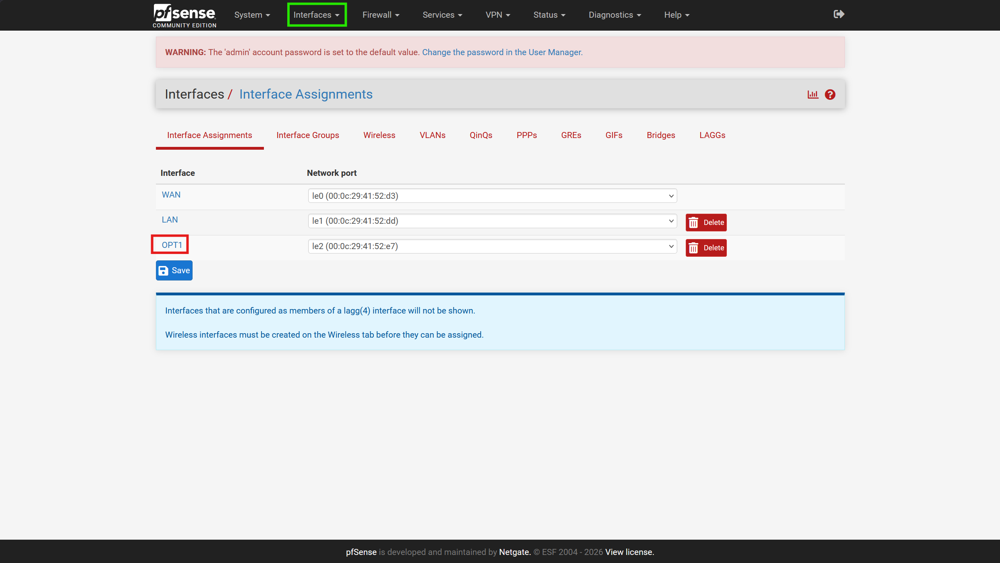 pfsense
COMMUNITY EDITION
System Interfaces Firewall Services VPN Status Diagnostics Help
WARNING: The 'admin' account password is set to the default value. Change the password in the User Manager.
Interfaces / Interface Assignments
Interface Assignments Interface Groups Wireless VLANs QinQs PPPs GREs GIFs Bridges LAGGs
Interface Network port
WAN le0 (00:0c:29:41:52:d3)
LAN le1 (00:0c:29:41:52:dd) Delete
OPT1 le2 (00:0c:29:41:52:e7) Delete
Save
Interfaces that are configured as members of a lagg(4) interface will not be shown.
Wireless interfaces must be created on the Wireless tab before they can be assigned.
pfSense is developed and maintained by Netgate. © ESF 2004 - 2026 View license.